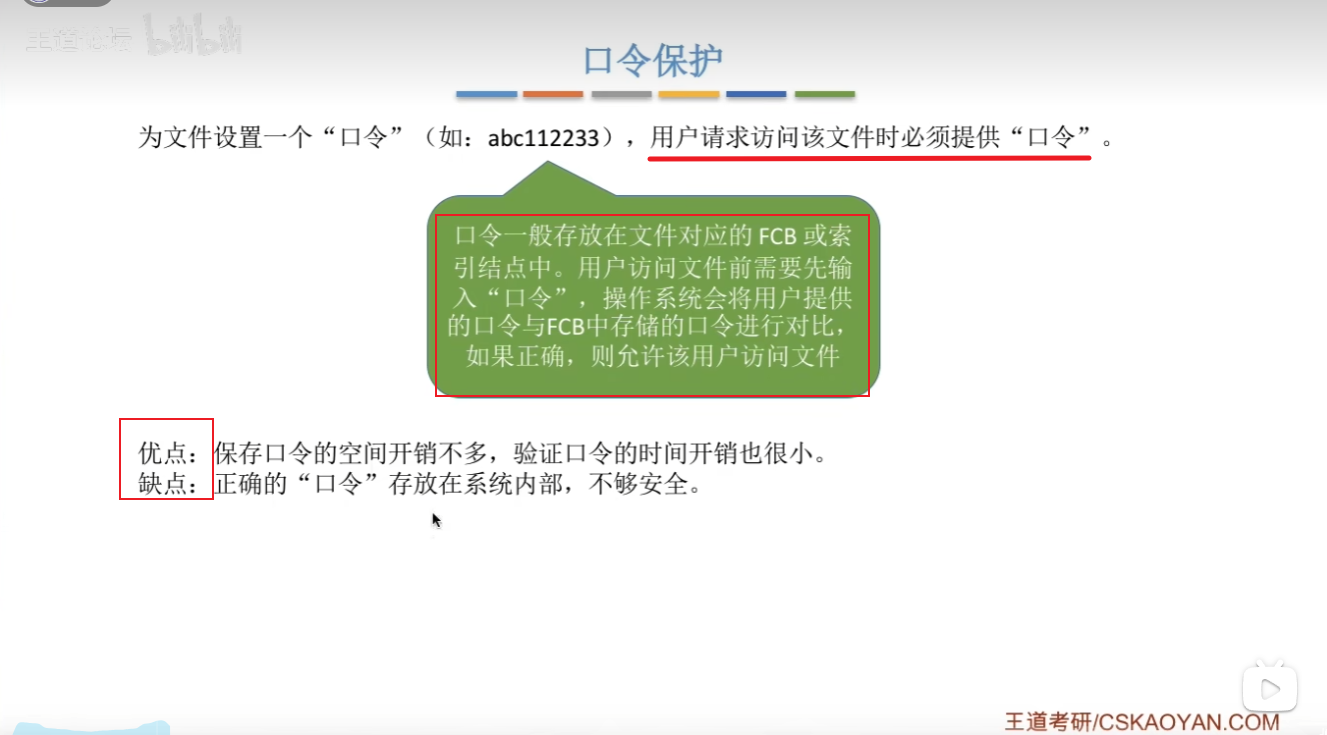 王道论坛 bilibili
口令保护
为文件设置一个“口令”（如：abc112233），用户请求访问该文件时必须提供“口令”。
口令一般存放在文件对应的 FCB 或索
引结点中。用户访问文件前需要先输
入“口令”，操作系统会将用户提供
的口令与FCB中存储的口令进行对比，
如果正确，则允许该用户访问文件
优点：保存口令的空间开销不多，验证口令的时间开销也很小。
缺点：正确的“口令”存放在系统内部，不够安全。
王道考研/CSKAOYAN.COM